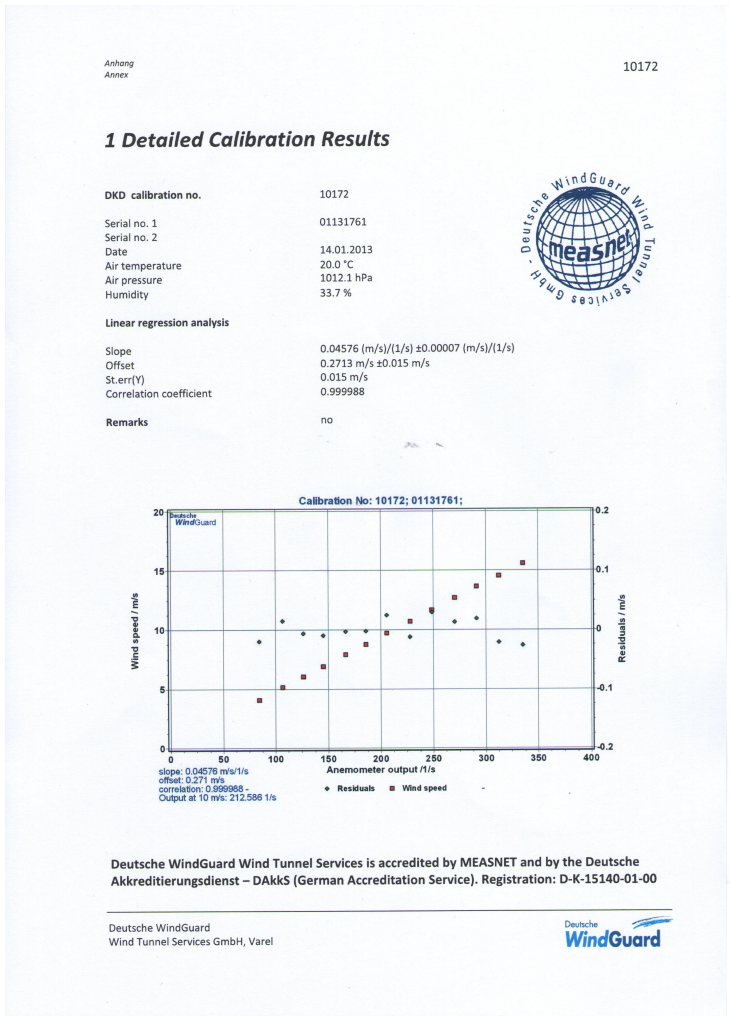 Anhang
Annex
10172
1 Detailed Calibration Results
DKD calibration no. 10172
Serial no. 1 01131761
Serial no. 2
Date 14.01.2013
Air temperature 20.0 °C
Air pressure 1012.1 hPa
Humidity 33.7 %
Deutsche WindGuard Wind Tunnel Services GmbH -
measnet
Linear regression analysis
Slope 0.04576 (m/s)/(1/s) ±0.00007 (m/s)/(1/s)
Offset 0.2713 m/s ±0.015 m/s
St.err(Y) 0.015 m/s
Correlation coefficient 0.999988
Remarks no
Calibration No: 10172; 01131761;
Deutsche
WindGuard
Wind speed / m/s
20
15
10
5
0
0.2
0.1
0
-0.1
-0.2
Residuals / m/s
0 50 100 150 200 250 300 350 400
Anemometer output /1/s
slope: 0.04576 m/s/1/s
offset: 0.271 m/s
correlation: 0.999988 -
Output at 10 m/s: 212.586 1/s
Residuals Wind speed -
Deutsche WindGuard Wind Tunnel Services is accredited by MEASNET and by the Deutsche
Akkreditierungsdienst – DAkkS (German Accreditation Service). Registration: D-K-15140-01-00
Deutsche WindGuard
Wind Tunnel Services GmbH, Varel
Deutsche
WindGuard